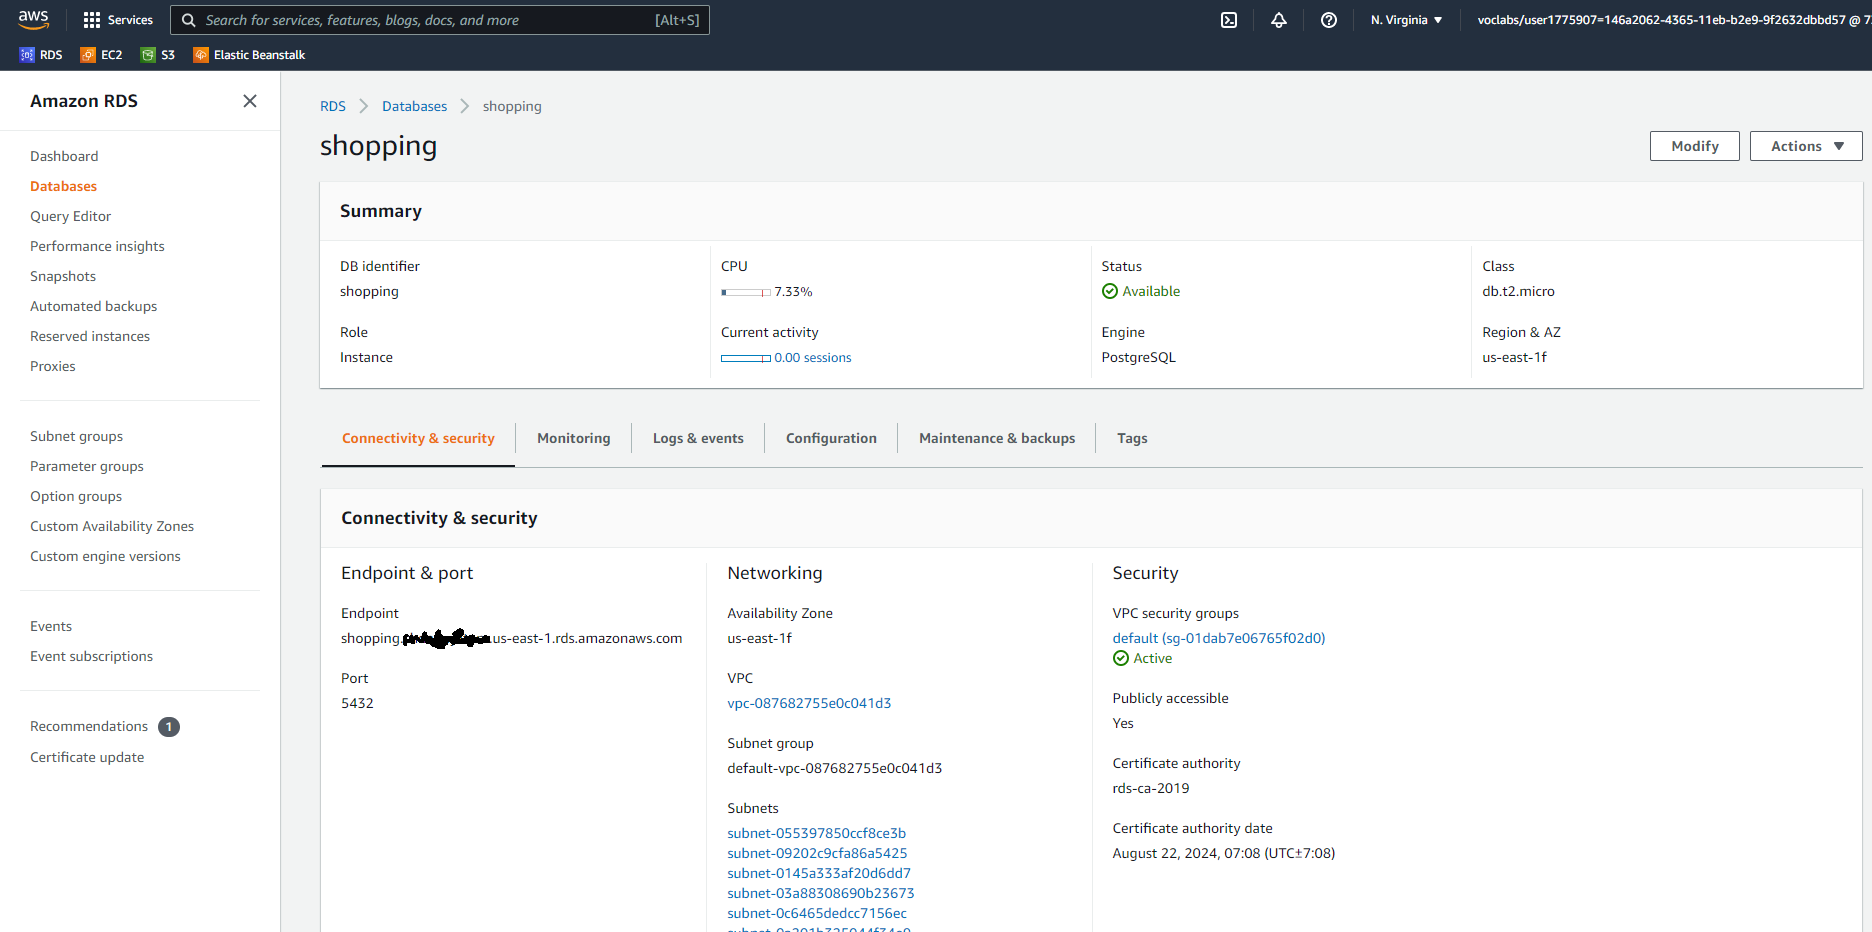 aws
Services
Search for services, features, blogs, docs, and more
[Alt+S]
N. Virginia ▼
voclabs/user1775907=146a2062-4365-11eb-b2e9-9f2632dbbd57 @ 7
RDS
EC2
S3
Elastic Beanstalk
Amazon RDS
Dashboard
Databases
Query Editor
Performance insights
Snapshots
Automated backups
Reserved instances
Proxies
Subnet groups
Parameter groups
Option groups
Custom Availability Zones
Custom engine versions
Events
Event subscriptions
Recommendations 1
Certificate update
RDS > Databases > shopping
shopping
Modify
Actions ▼
Summary
DB identifier
shopping
CPU
7.33%
Status
Available
Class
db.t2.micro
Role
Instance
Current activity
0.00 sessions
Engine
PostgreSQL
Region & AZ
us-east-1f
Connectivity & security
Monitoring
Logs & events
Configuration
Maintenance & backups
Tags
Connectivity & security
Endpoint & port
Endpoint
shopping. .us-east-1.rds.amazonaws.com
Port
5432
Networking
Availability Zone
us-east-1f
VPC
vpc-087682755e0c041d3
Subnet group
default-vpc-087682755e0c041d3
Subnets
subnet-055397850ccf8ce3b
subnet-09202c9cfa86a5425
subnet-0145a333af20d6dd7
subnet-03a88308690b23673
subnet-0c6465dedcc7156ec
Security
VPC security groups
default (sg-01dab7e06765f02d0)
Active
Publicly accessible
Yes
Certificate authority
rds-ca-2019
Certificate authority date
August 22, 2024, 07:08 (UTC±7:08)